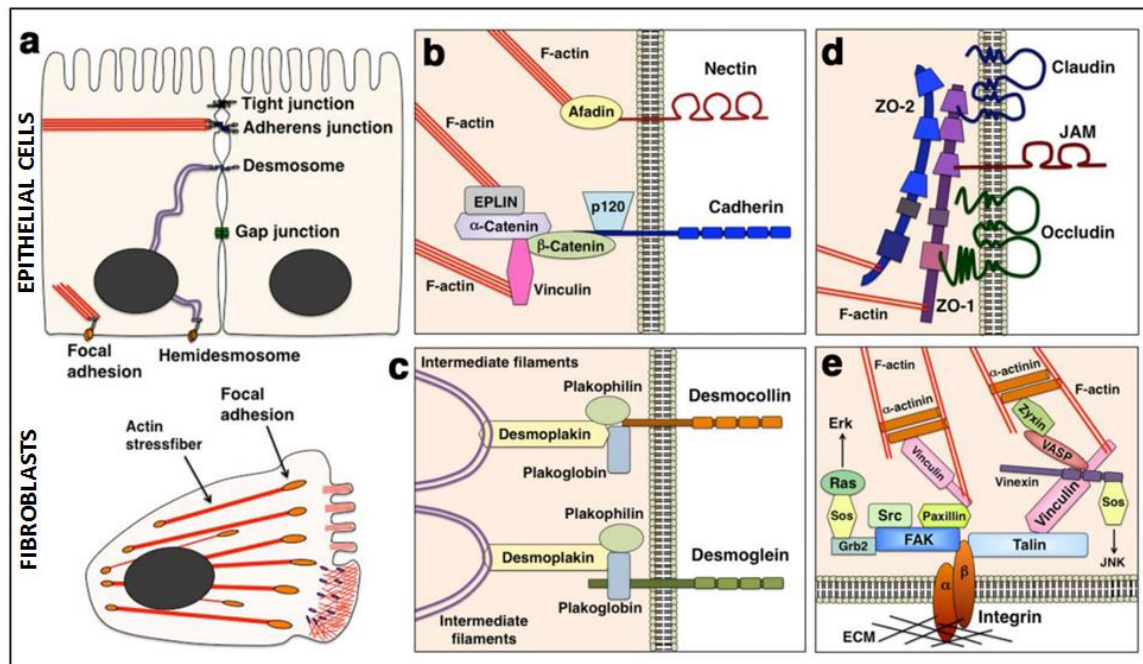 EPITHELIAL CELLS
FIBROBLASTS
a
Tight junction
Adherens junction
Desmosome
Gap junction
Focal
adhesion
Hemidesmosome
Focal
adhesion
Actin
stressfiber
b
F-actin
Nectin
Afadin
F-actin
EPLIN
p120
α-Catenin
Cadherin
β-Catenin
F-actin
Vinculin
c
Intermediate filaments
Plakophilin
Desmocollin
Desmoplakin
Plakoglobin
Plakophilin
Desmoplakin
Desmoglein
Plakoglobin
Intermediate
filaments
d
Claudin
ZO-2
JAM
Occludin
F-actin
ZO-1
e
F-actin
α-actinin
F-actin
α-actinin
Zyxin
Erk
VASP
Vinculin
Vinexin
Ras
Sos
Src
Paxillin
Vinculin
Sos
Grb2
FAK
Talin
JNK
α
β
Integrin
ECM